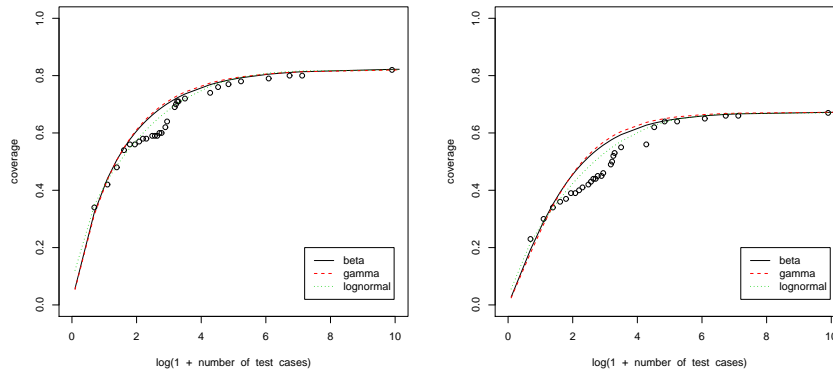 1.0
0.8
0.6
0.4
0.2
0.0
coverage
beta
gamma
lognormal
0 2 4 6 8 10
log(1 + number of test cases)
1.0
0.8
0.6
0.4
0.2
0.0
coverage
beta
gamma
lognormal
0 2 4 6 8 10
log(1 + number of test cases)